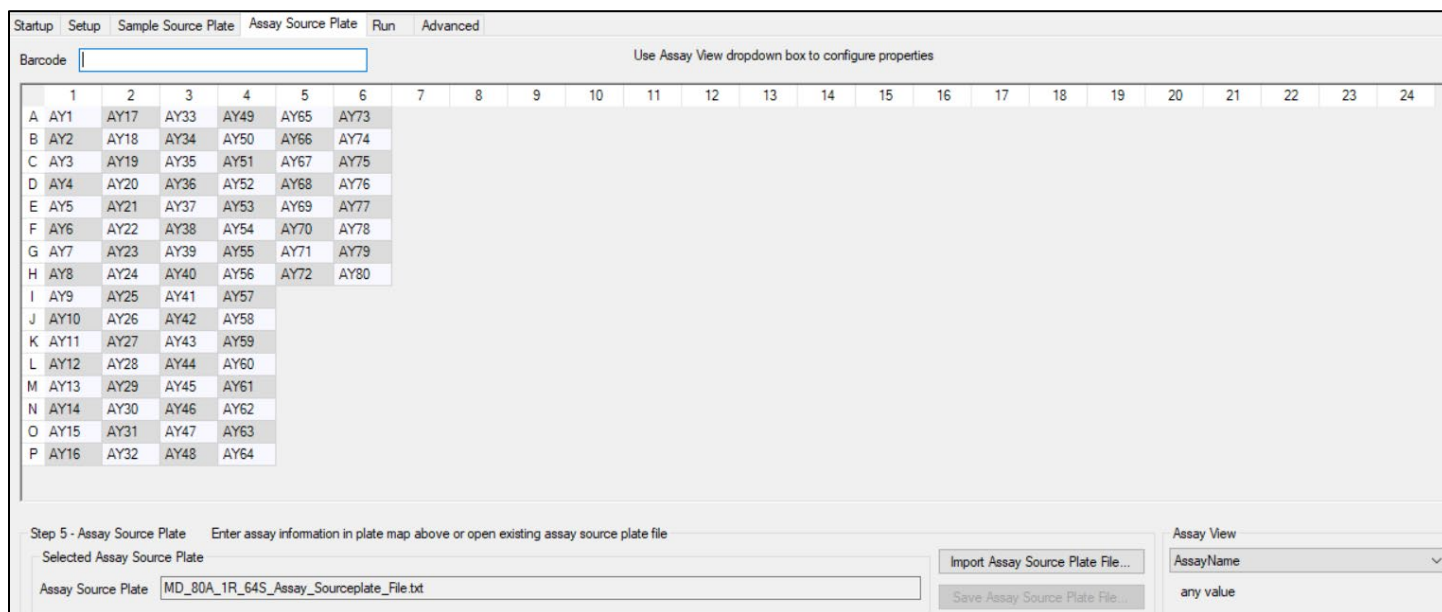 Startup Setup Sample Source Plate Assay Source Plate Run Advanced
Barcode Use Assay View dropdown box to configure properties
1 2 3 4 5 6 7 8 9 10 11 12 13 14 15 16 17 18 19 20 21 22 23 24
A AY1 AY17 AY33 AY49 AY65 AY73
B AY2 AY18 AY34 AY50 AY66 AY74
C AY3 AY19 AY35 AY51 AY67 AY75
D AY4 AY20 AY36 AY52 AY68 AY76
E AY5 AY21 AY37 AY53 AY69 AY77
F AY6 AY22 AY38 AY54 AY70 AY78
G AY7 AY23 AY39 AY55 AY71 AY79
H AY8 AY24 AY40 AY56 AY72 AY80
I AY9 AY25 AY41 AY57
J AY10 AY26 AY42 AY58
K AY11 AY27 AY43 AY59
L AY12 AY28 AY44 AY60
M AY13 AY29 AY45 AY61
N AY14 AY30 AY46 AY62
O AY15 AY31 AY47 AY63
P AY16 AY32 AY48 AY64
Step 5 - Assay Source Plate Enter assay information in plate map above or open existing assay source plate file Assay View
Selected Assay Source Plate Import Assay Source Plate File... AssayName
Assay Source Plate MD_80A_1R_64S_Assay_Sourceplate_File.txt Save Assay Source Plate File... any value